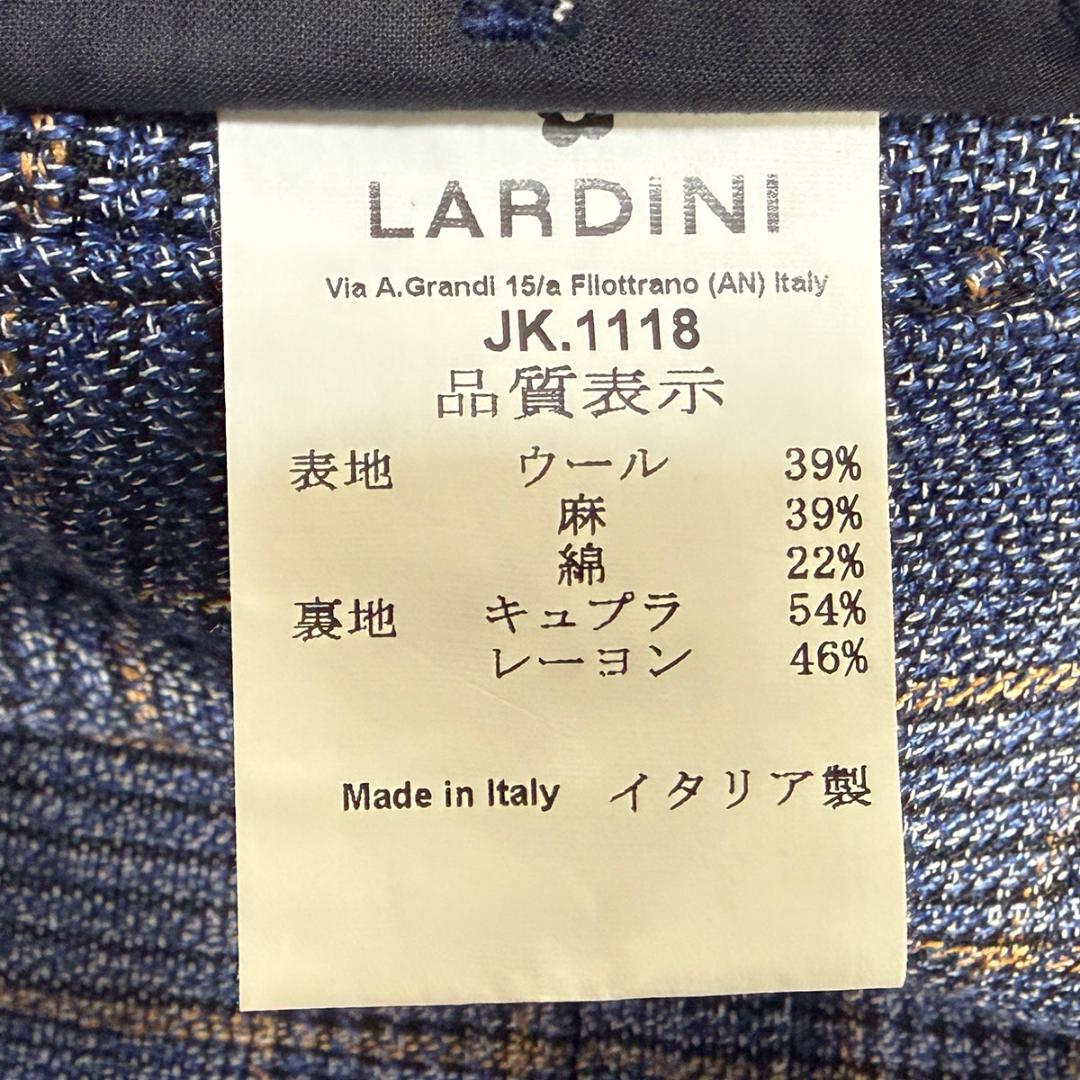 LARDINI
Via A.Grandi 15/a Filottrano (AN) Italy
JK.1118
品質表示
表地 ウール 39%
麻 39%
綿 22%
裏地 キュプラ 54%
レーヨン 46%
Made in Italy イタリア製